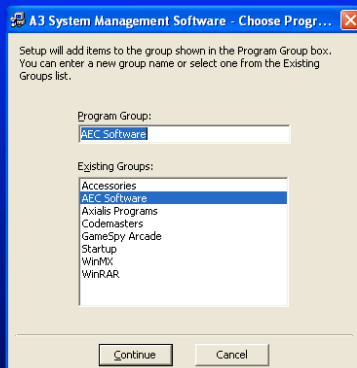 A3 System Management Software - Choose Progr...
Setup will add items to the group shown in the Program Group box.
You can enter a new group name or select one from the Existing
Groups list.
Program Group:
AEC Software
Existing Groups:
Accessories
AEC Software
Axialis Programs
Codemasters
GameSpy Arcade
Startup
WinMX
WinRAR
Continue
Cancel